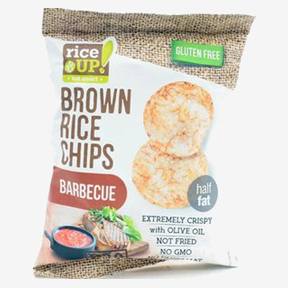 rice
UP!
eat smart
GLUTEN FREE
BROWN
RICE
CHIPS
BARBECUE
half
fat
EXTREMELY CRISPY
with OLIVE OIL
NOT FRIED
NO GMO